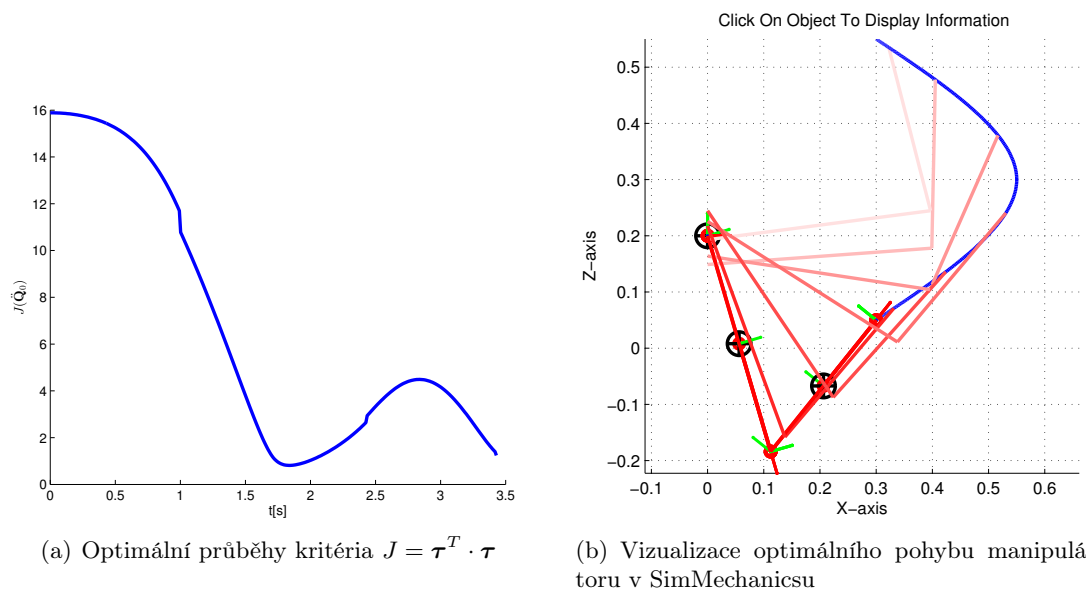 Click On Object To Display Information
16
14
12
10
8
6
4
2
0
J(Q̈₀)
0 0.5 1 1.5 2 2.5 3 3.5
t[s]
0.5
0.4
0.3
0.2
0.1
0
−0.1
−0.2
Z−axis
−0.1 0 0.1 0.2 0.3 0.4 0.5 0.6
X−axis
(a) Optimální průběhy kritéria J = τᵀ · τ
(b) Vizualizace optimálního pohybu manipulá
toru v SimMechanicsu